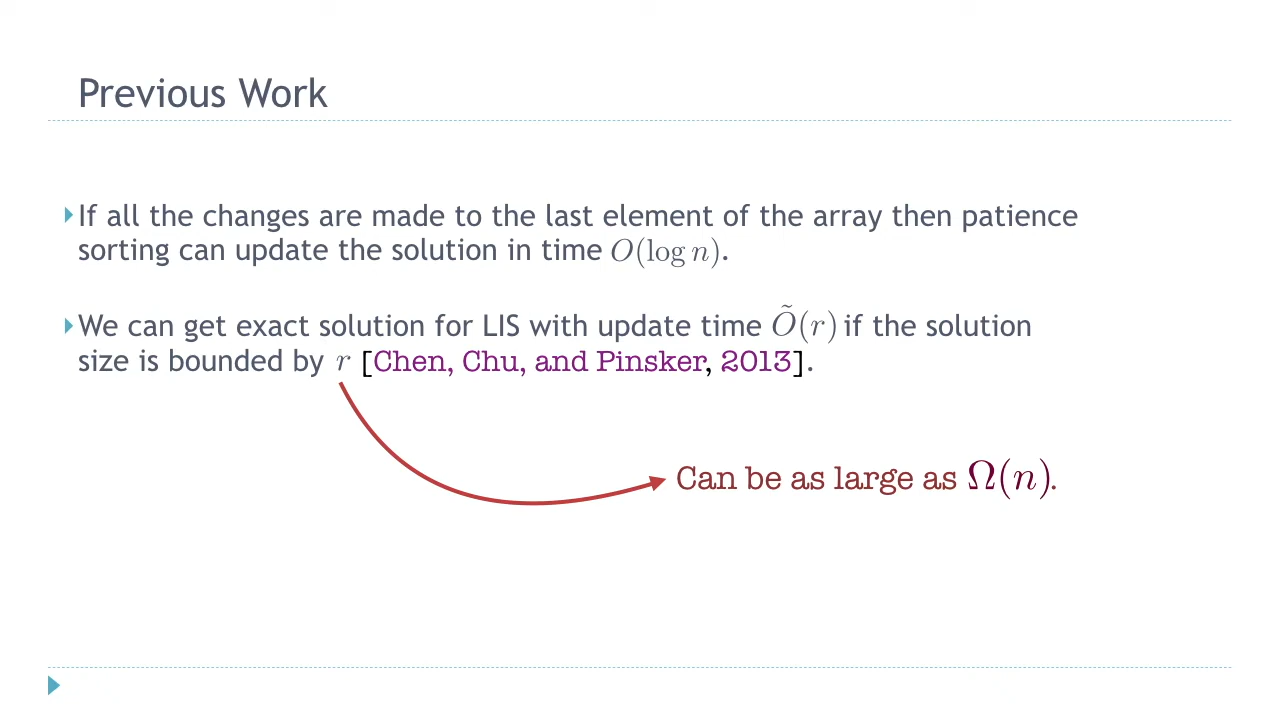 Previous Work
If all the changes are made to the last element of the array then patience
sorting can update the solution in time O(log n).
We can get exact solution for LIS with update time Õ(r) if the solution
size is bounded by r [Chen, Chu, and Pinsker, 2013].
Can be as large as Ω(n).